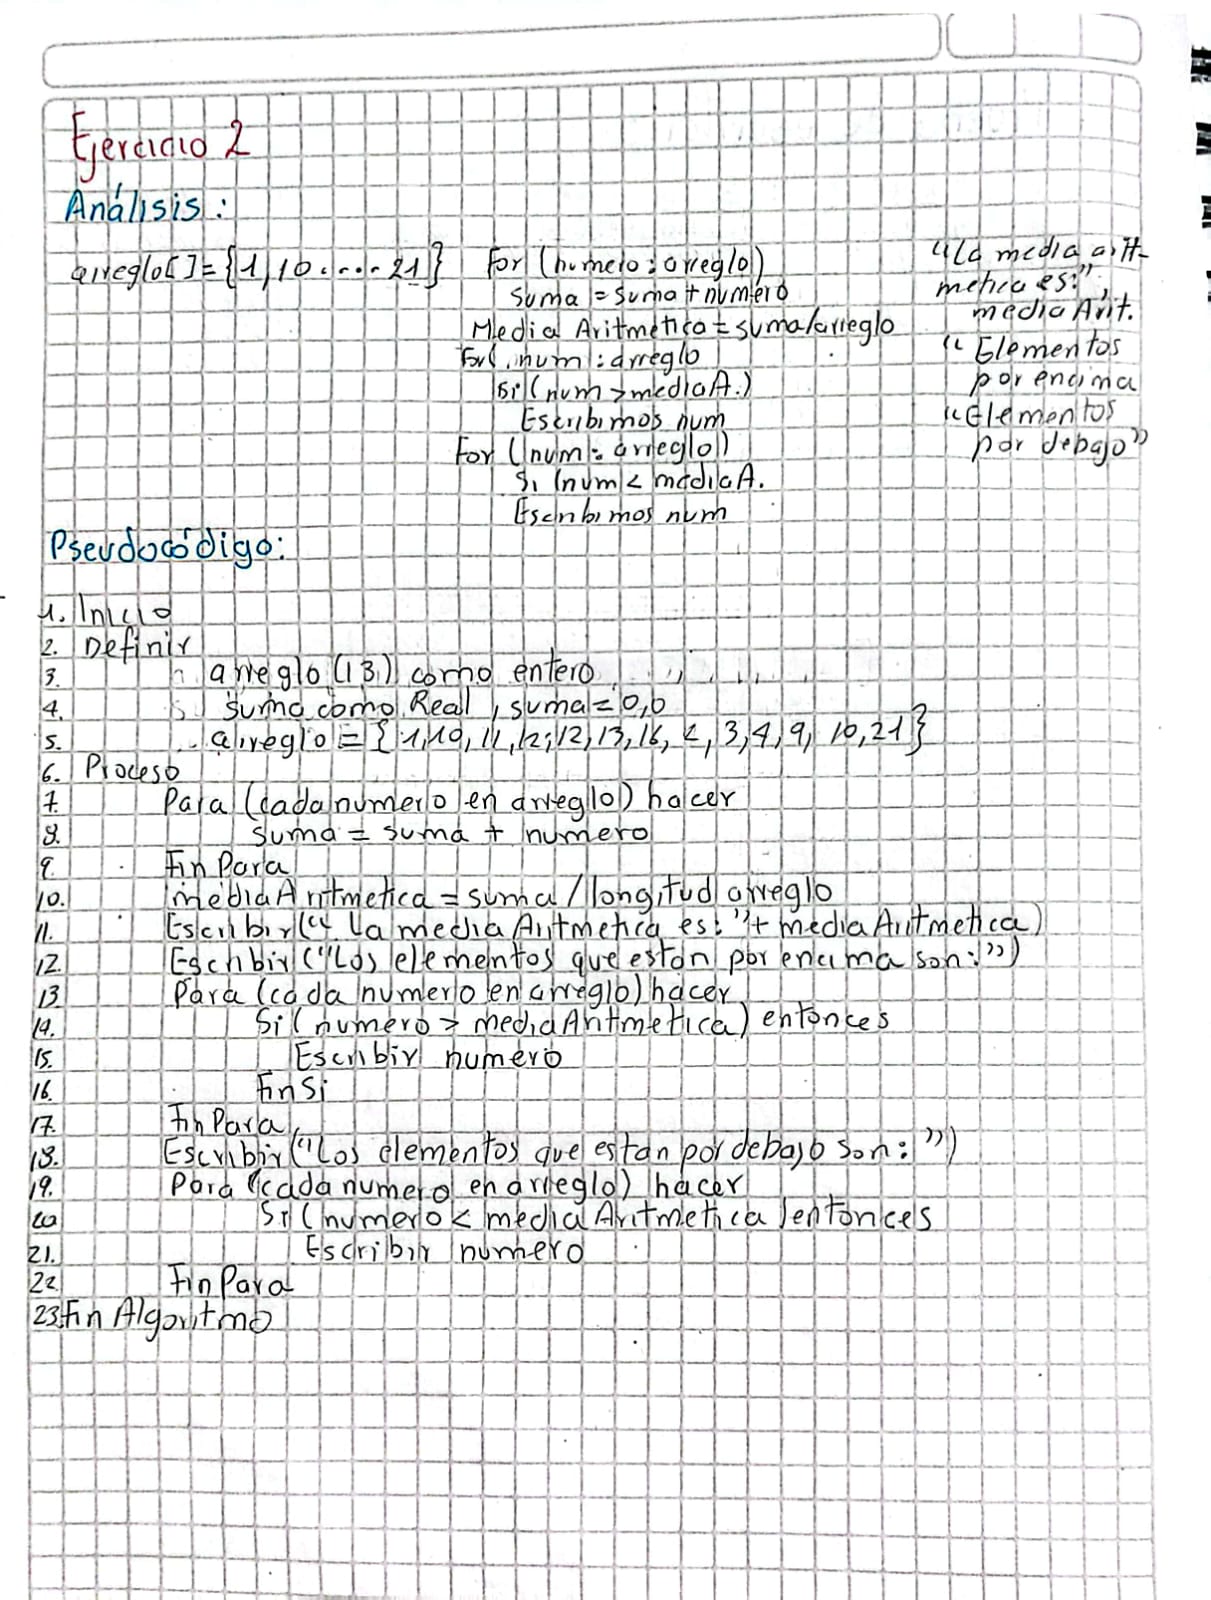 Ejercicio 2
Análisis:
arreglo[]={1,10....21}
For (numero: arreglo)
suma = suma + numero
Media Aritmetica = suma/arreglo
For( num: arreglo
Si (num > mediaA.)
Escribimos num
For (num: arreglo)
Si (num < mediaA.
Escribimos num
"La media arit-
metica es:",
media Arit.
"Elementos
por encima
"Elementos
por debajo"
Pseudocódigo:
1. Inicio
2. Definir
3. arreglo (13) como entero
4. suma como Real, suma = 0,0
5. arreglo = {1,10,11,12,12,13,16,2,3,4,9,10,21}
6. Proceso
7. Para (cada numero en arreglo) hacer
8. suma = suma + numero
9. Fin Para
10. mediaAritmetica = suma / longitud arreglo
11. Escribir ("La mediaAritmetica es:"+ mediaAritmetica)
12. Escribir ("Los elementos que estan por encima son:")
13 Para (cada numero en arreglo) hacer
14. Si (numero > mediaAritmetica) entonces
15. Escribir numero
16. Fin Si
17. Fin Para
18. Escribir ("Los elementos que estan por debajo son:")
19. Para (cada numero en arreglo) hacer
20 Si (numero < mediaAritmetica) entonces
21. Escribir numero
22 Fin Para
23. Fin Algoritmo